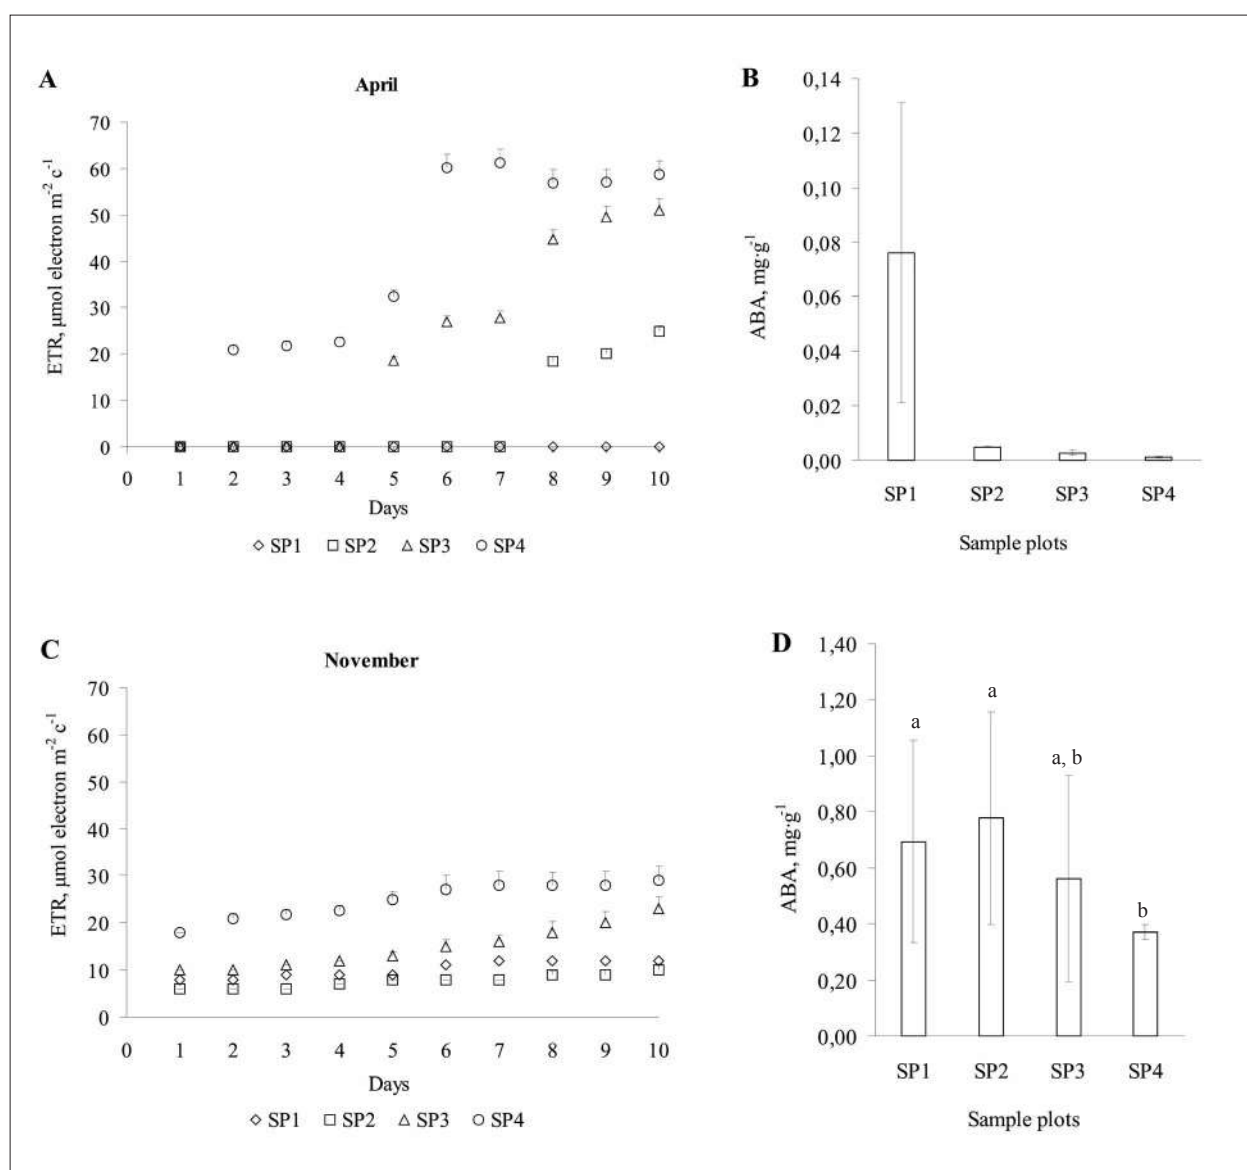 A
April
70
60
50
40
30
20
10
0
ETR, µmol electron m⁻² c⁻¹
0 1 2 3 4 5 6 7 8 9 10
Days
SP1 SP2 SP3 SP4
B
0,14
0,12
0,10
0,08
0,06
0,04
0,02
0,00
ABA, mg·g⁻¹
SP1 SP2 SP3 SP4
Sample plots
C
November
70
60
50
40
30
20
10
0
ETR, µmol electron m⁻² c⁻¹
0 1 2 3 4 5 6 7 8 9 10
Days
SP1 SP2 SP3 SP4
D
1,40
1,20
1,00
0,80
0,60
0,40
0,20
0,00
ABA, mg·g⁻¹
a
a
a, b
b
SP1 SP2 SP3 SP4
Sample plots